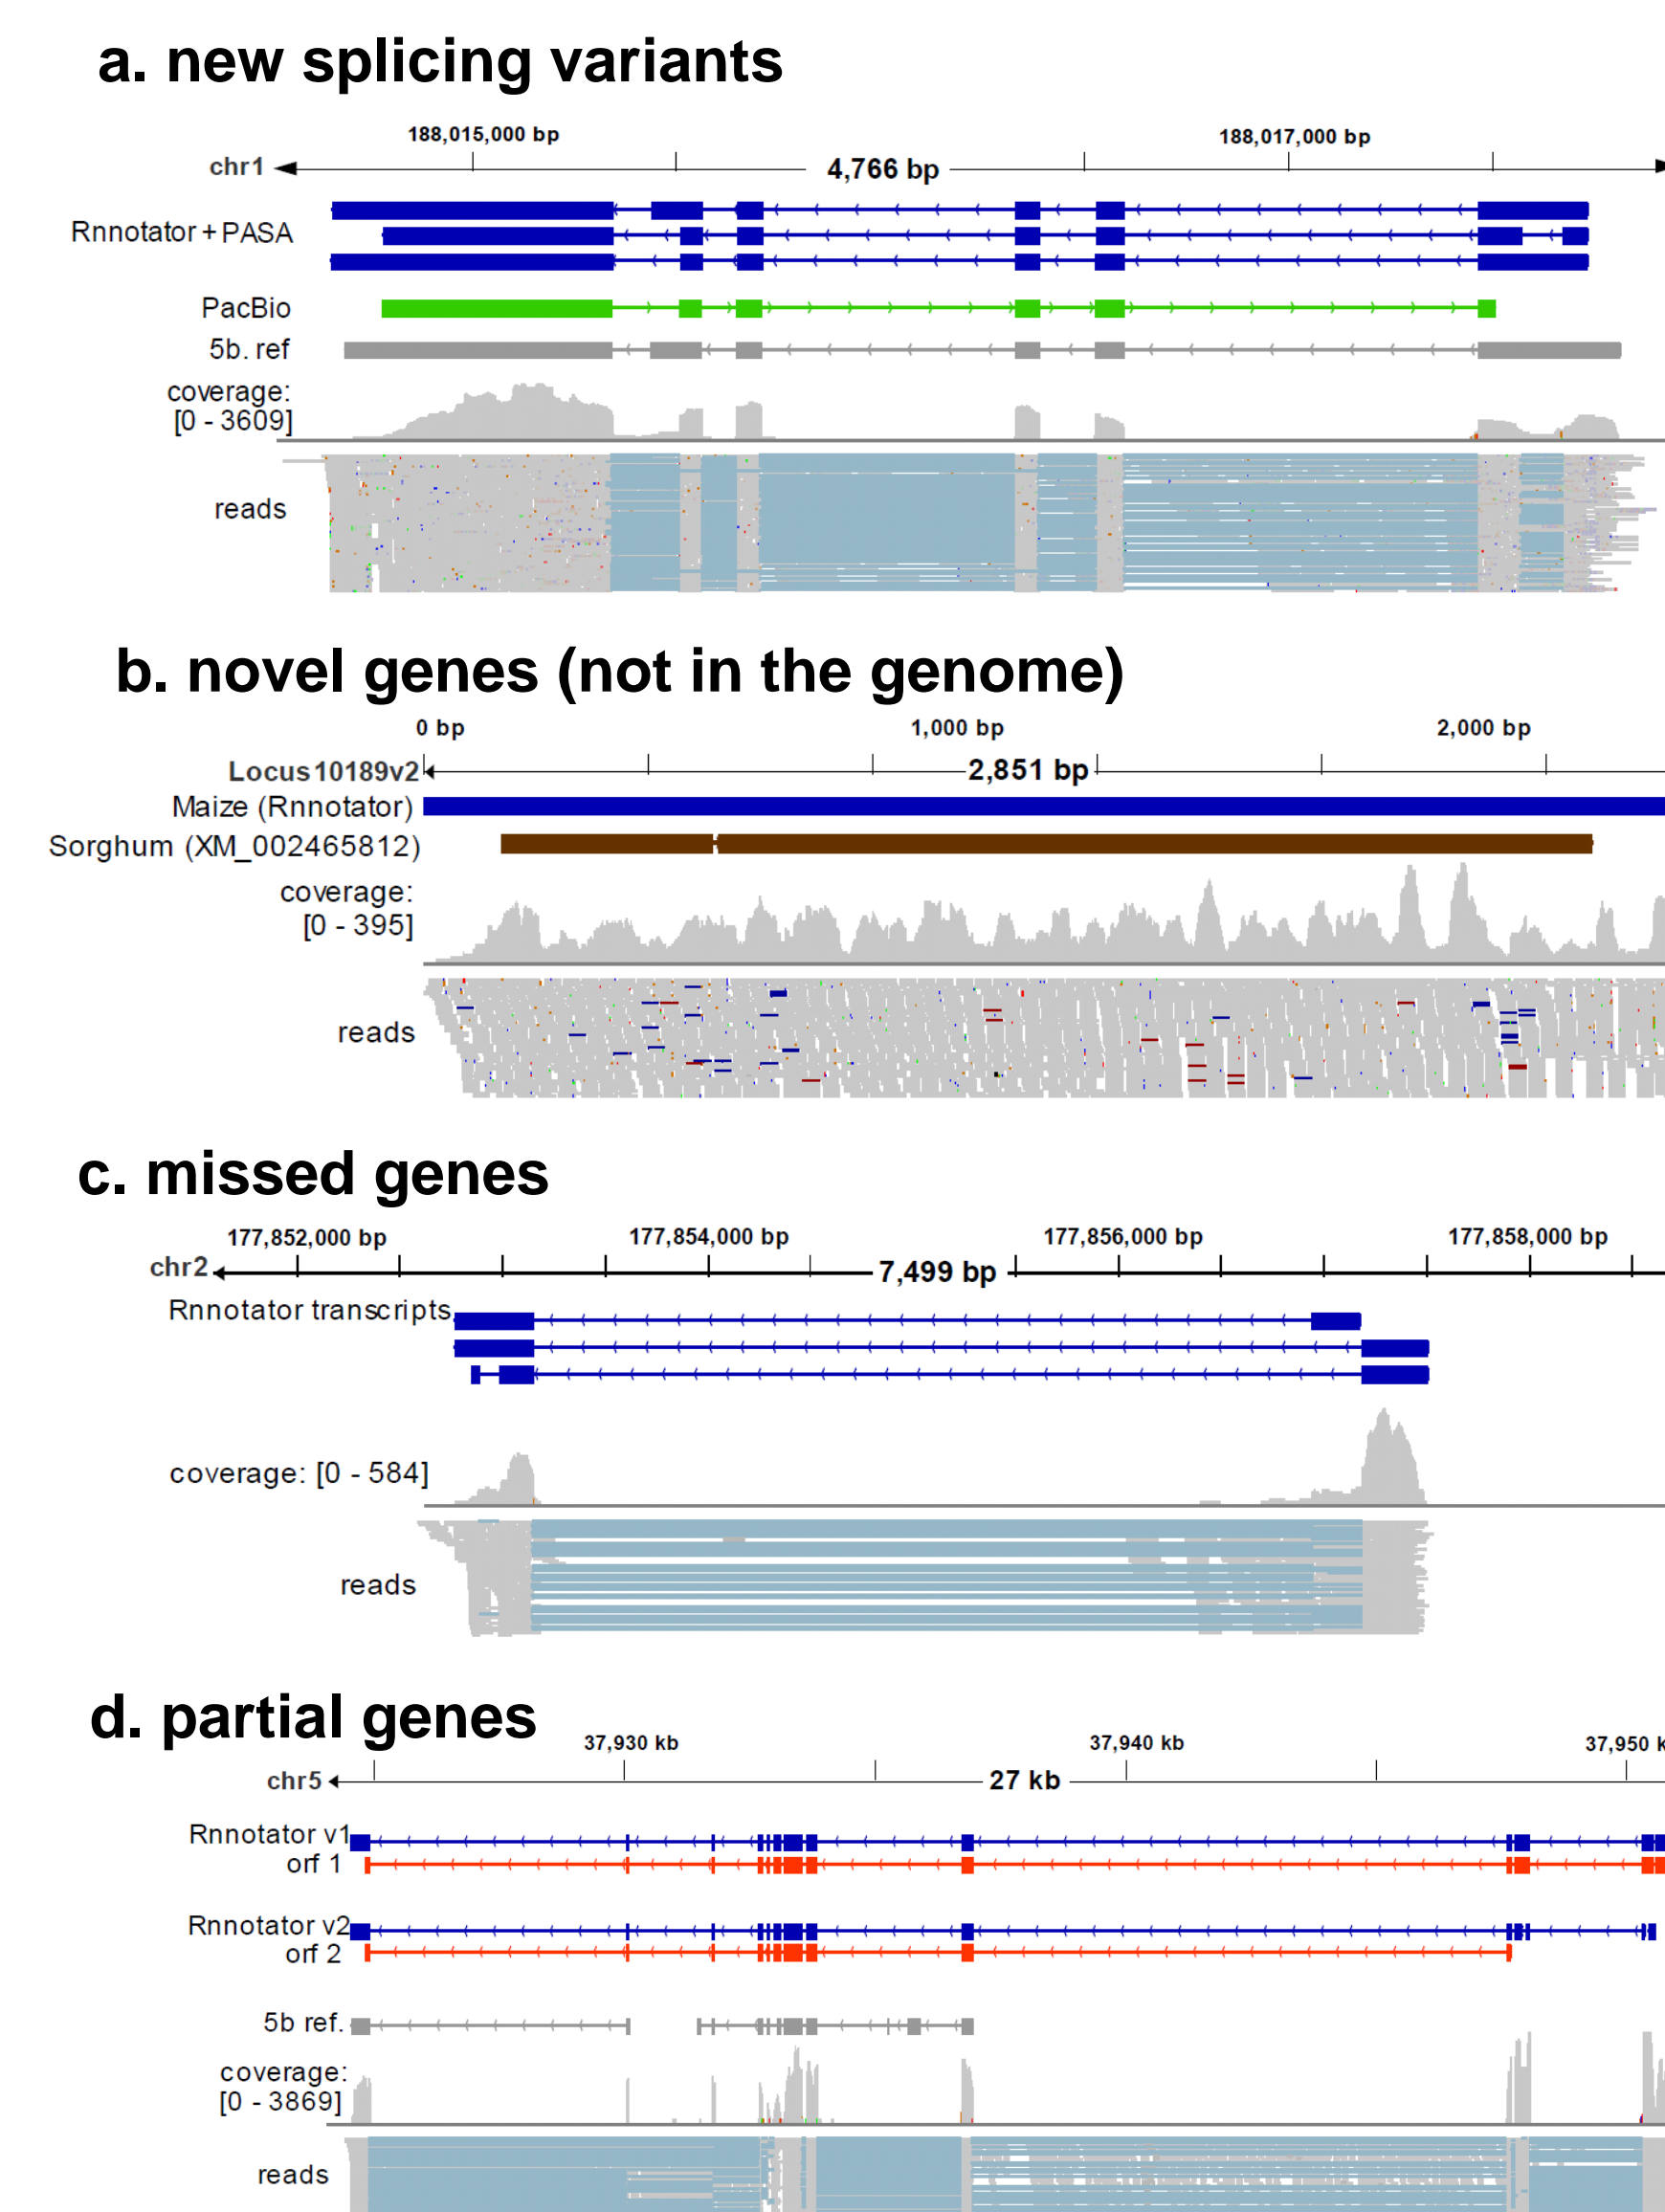 a. new splicing variants
188,015,000 bp 188,017,000 bp
chr1 4,766 bp
Rnnotator + PASA
PacBio
5b. ref
coverage:
[0 - 3609]
reads
b. novel genes (not in the genome)
0 bp 1,000 bp 2,000 bp
Locus10189v2 2,851 bp
Maize (Rnnotator)
Sorghum (XM_002465812)
coverage:
[0 - 395]
reads
c. missed genes
177,852,000 bp 177,854,000 bp 177,856,000 bp 177,858,000 bp
chr2 7,499 bp
Rnnotator transcripts
coverage: [0 - 584]
reads
d. partial genes
37,930 kb 37,940 kb 37,950 k
chr5 27 kb
Rnnotator v1
orf 1
Rnnotator v2
orf 2
5b ref.
coverage:
[0 - 3869]
reads